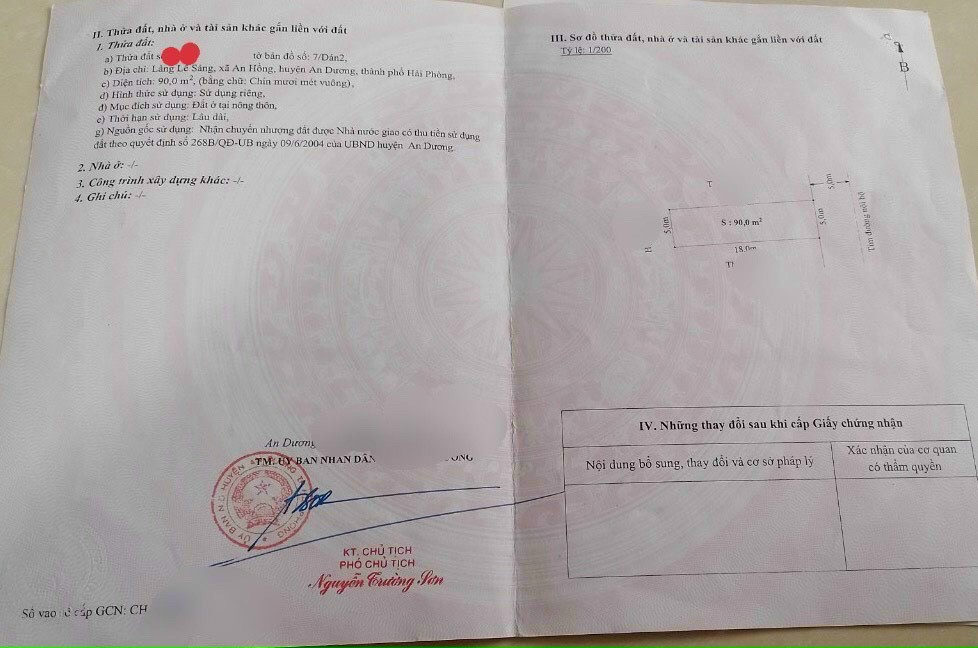 II. Thửa đất, nhà ở và tài sản khác gắn liền với đất
1. Thửa đất:
a) Thửa đất s tờ bản đồ số: 7/Dân2,
b) Địa chỉ: Làng Lê Sáng, xã An Hồng, huyện An Dương, thành phố Hải Phòng,
c) Diện tích: 90,0 m², (bằng chữ: Chín mươi mét vuông),
d) Hình thức sử dụng: Sử dụng riêng,
đ) Mục đích sử dụng: Đất ở tại nông thôn,
e) Thời hạn sử dụng: Lâu dài,
g) Nguồn gốc sử dụng: Nhận chuyển nhượng đất được Nhà nước giao có thu tiền sử dụng
đất theo quyết định số 268B/QĐ-UB ngày 09/6/2004 của UBND huyện An Dương.
2. Nhà ở: -/-
3. Công trình xây dựng khác: -/-
4. Ghi chú: -/-
An Dương,
TM. ỦY BAN NHÂN DÂN
KT. CHỦ TỊCH
PHÓ CHỦ TỊCH
Nguyễn Trường Sơn
Số vào cấp GCN: CH
III. Sơ đồ thửa đất, nhà ở và tài sản khác gắn liền với đất
Tỷ lệ: 1/200
B
T
5,0m
5,0m
S : 90,0 m²
5,0m
18,0m
H
Tim đường nội bộ
IV. Những thay đổi sau khi cấp Giấy chứng nhận
Nội dung bổ sung, thay đổi và cơ sở pháp lý
Xác nhận của cơ quan
có thẩm quyền